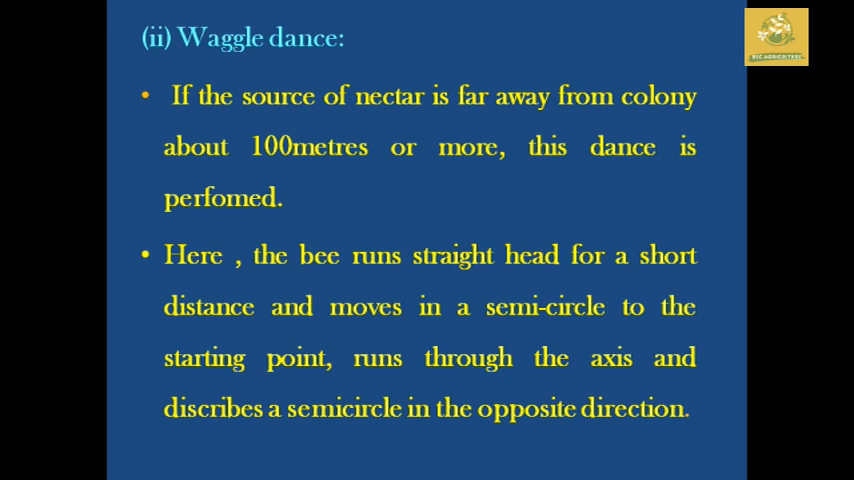 (ii) Waggle dance:
• If the source of nectar is far away from colony
about 100metres or more, this dance is
perfomed.
• Here , the bee runs straight head for a short
distance and moves in a semi-circle to the
starting point, runs through the axis and
discribes a semicircle in the opposite direction.
BSC.AGRICULTURE